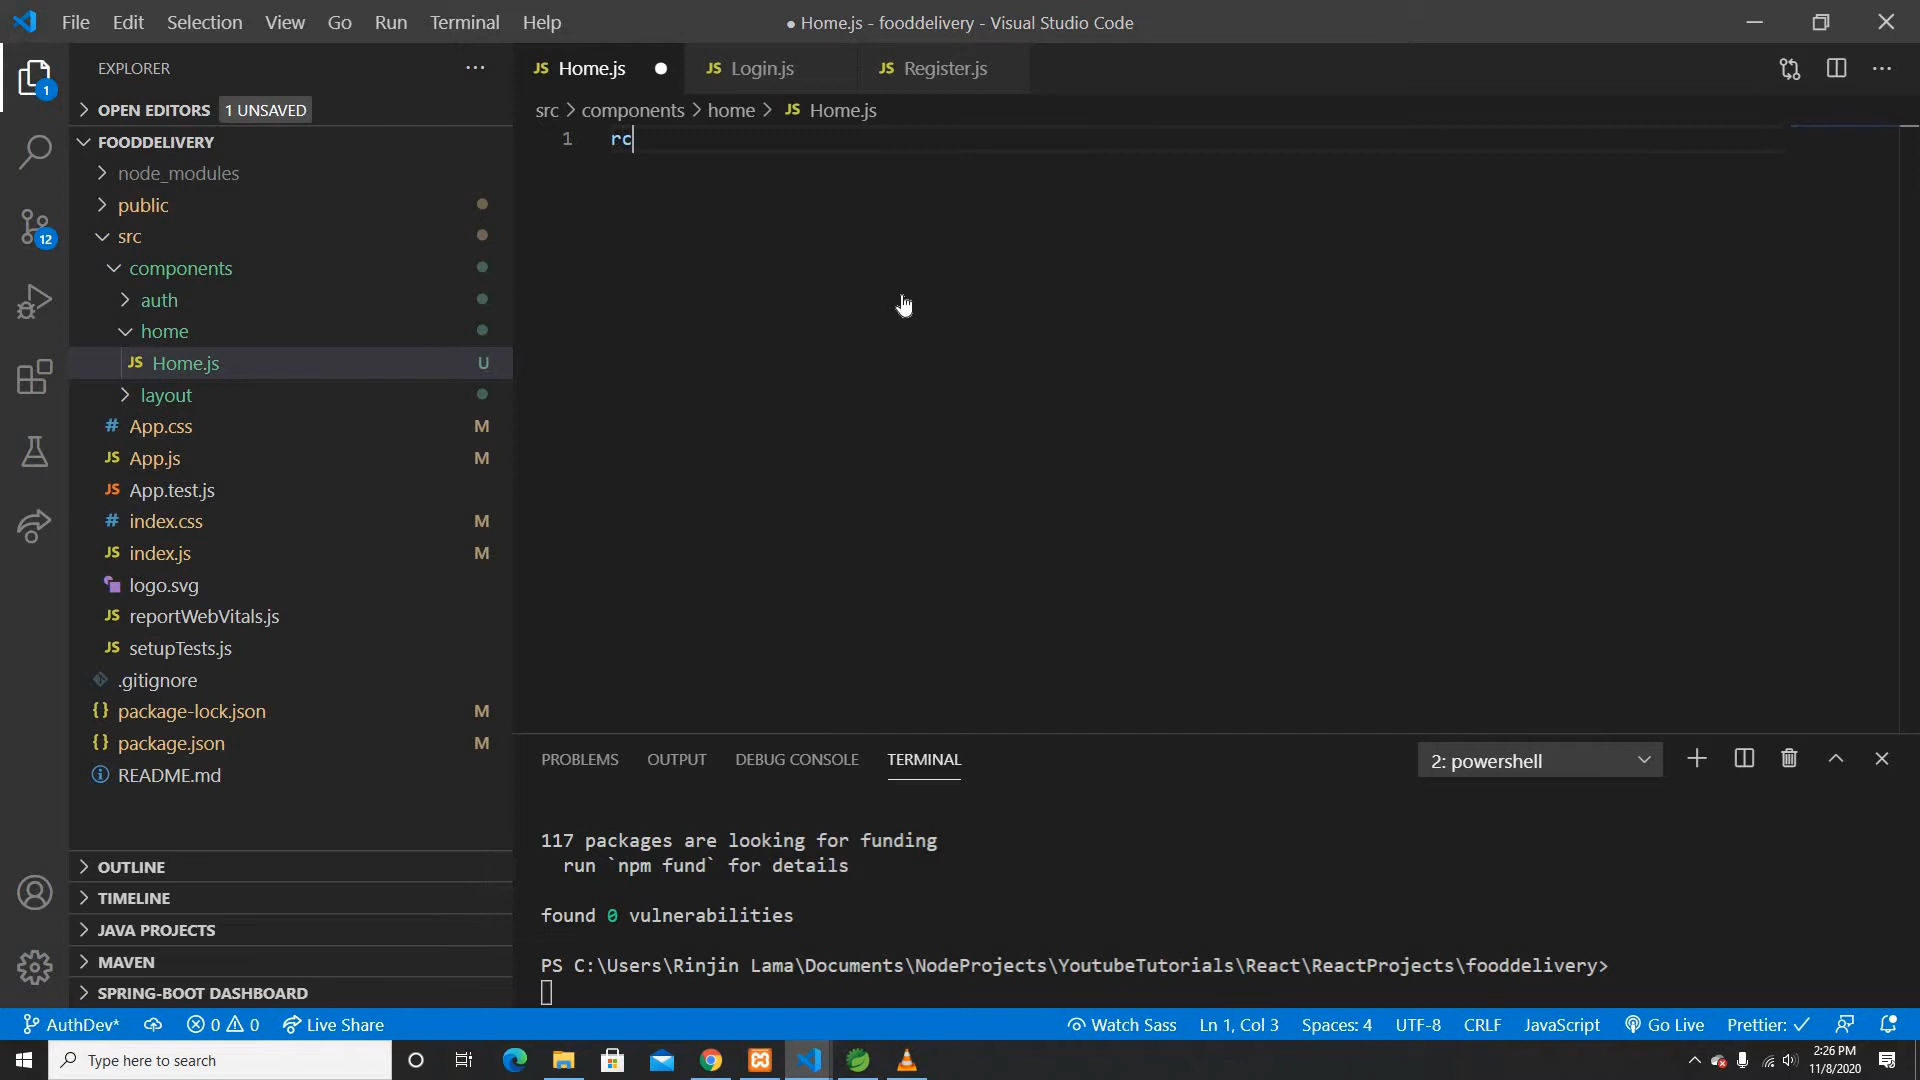 File Edit Selection View Go Run Terminal Help
● Home.js - fooddelivery - Visual Studio Code
EXPLORER
JS Home.js
JS Login.js
JS Register.js
1
OPEN EDITORS 1 UNSAVED
src > components > home > JS Home.js
FOODDELIVERY
1 rc
node_modules
public
src
12
components
auth
home
JS Home.js U
layout
# App.css M
JS App.js M
JS App.test.js
# index.css M
JS index.js M
logo.svg
JS reportWebVitals.js
JS setupTests.js
.gitignore
{} package-lock.json M
{} package.json M
README.md
OUTLINE
TIMELINE
JAVA PROJECTS
MAVEN
SPRING-BOOT DASHBOARD
PROBLEMS OUTPUT DEBUG CONSOLE TERMINAL
2: powershell
117 packages are looking for funding
run `npm fund` for details
found 0 vulnerabilities
PS C:\Users\Rinjin Lama\Documents\NodeProjects\YoutubeTutorials\React\ReactProjects\fooddelivery>
AuthDev* 0 0 Live Share
Watch Sass Ln 1, Col 3 Spaces: 4 UTF-8 CRLF JavaScript Go Live Prettier: ✓
Type here to search
2:26 PM
11/8/2020